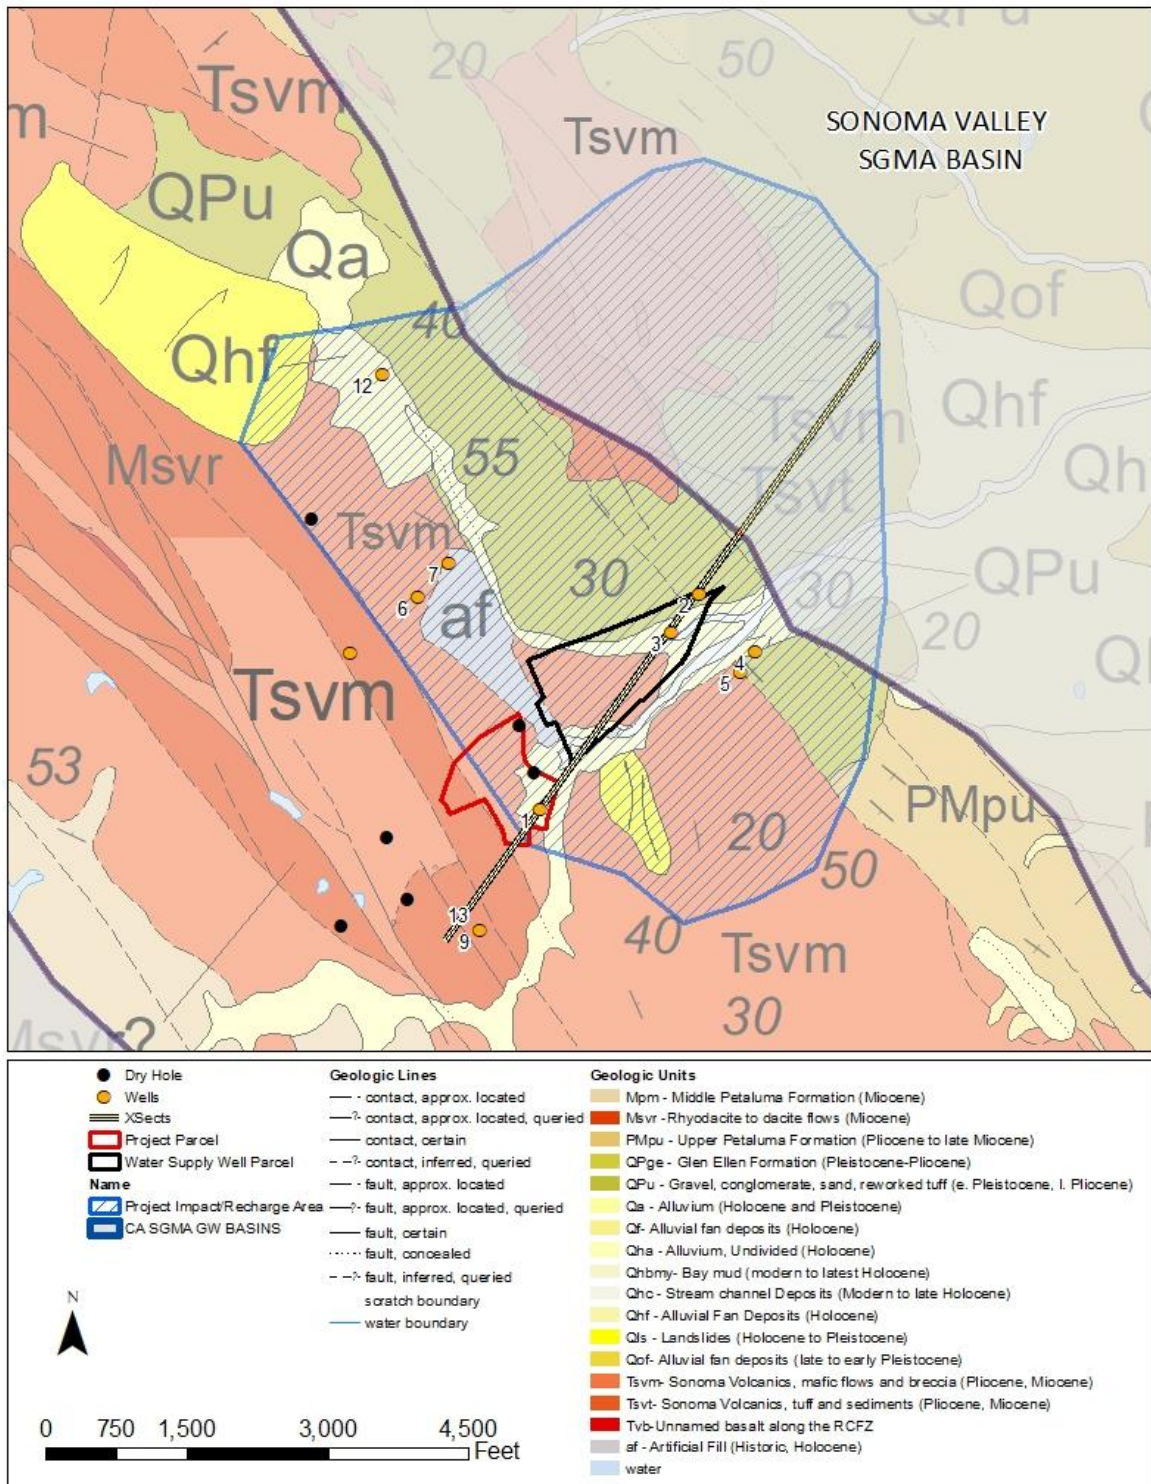 QPu
20
50
Tsvm
m
Tsvm
SONOMA VALLEY
SGMA BASIN
QPu
Qa
Qof
40
24
Qhf
12
Qhf
Tsvm
55
Msvr
Tsvt
Tsvm
30
QPu
7
6
af
2
30
3
20
4
5
Tsvm
53
PMpu
1
20
50
13
9
40
Tsvm
30
Msvr?
Dry Hole
Wells
XSects
Project Parcel
Water Supply Well Parcel
Name
Project Impact/Recharge Area
CA SGMA GW BASINS
N
0 750 1,500 3,000 4,500
Feet
Geologic Lines
contact, approx. located
contact, approx. located, queried
contact, certain
contact, inferred, queried
fault, approx. located
fault, approx. located, queried
fault, certain
fault, concealed
fault, inferred, queried
scratch boundary
water boundary
Geologic Units
Mpm - Middle Petaluma Formation (Miocene)
Msvr - Rhyodacite to dacite flows (Miocene)
PMpu - Upper Petaluma Formation (Pliocene to late Miocene)
QPge - Glen Ellen Formation (Pleistocene-Pliocene)
QPu - Gravel, conglomerate, sand, reworked tuff (e. Pleistocene, l. Pliocene)
Qa - Alluvium (Holocene and Pleistocene)
Qf- Alluvial fan deposits (Holocene)
Qha - Alluvium, Undivided (Holocene)
Qhbmy- Bay mud (modern to latest Holocene)
Qhc - Stream channel Deposits (Modern to late Holocene)
Qhf - Alluvial Fan Deposits (Holocene)
Qls - Landslides (Holocene to Pleistocene)
Qof- Alluvial fan deposits (late to early Pleistocene)
Tsvm- Sonoma Volcanics, mafic flows and breccia (Pliocene, Miocene)
Tsvt- Sonoma Volcanics, tuff and sediments (Pliocene, Miocene)
Tvb-Unnamed basalt along the RCFZ
af - Artificial Fill (Historic, Holocene)
water